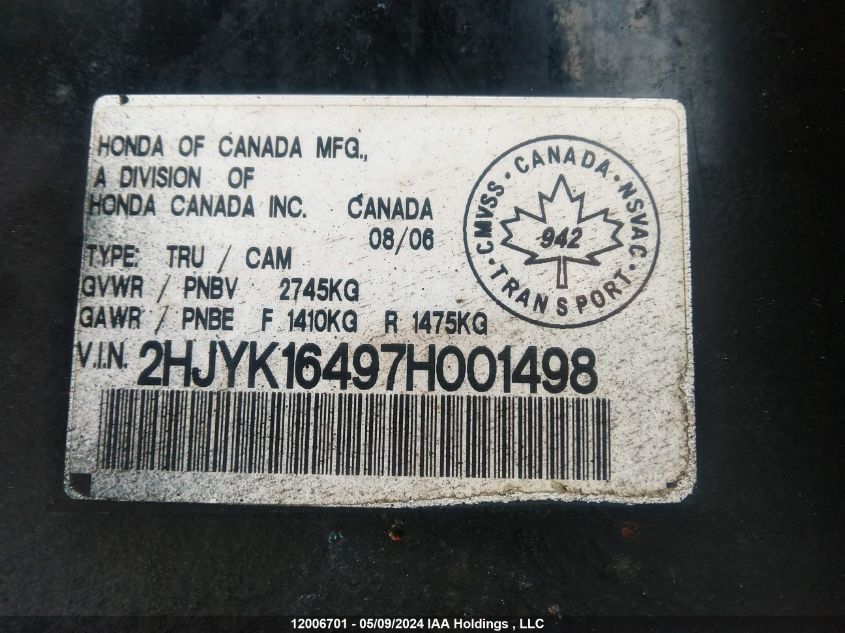 HONDA OF CANADA MFG.,
A DIVISION OF
HONDA CANADA INC. CANADA
08/06
TYPE: TRU / CAM
GVWR / PNBV 2745KG
GAWR / PNBE F 1410KG R 1475KG
V.I.N. 2HJYK16497H001498
CMVSS · CANADA · NSVAC · TRANSPORT ·
942
12006701 - 05/09/2024 IAA Holdings , LLC